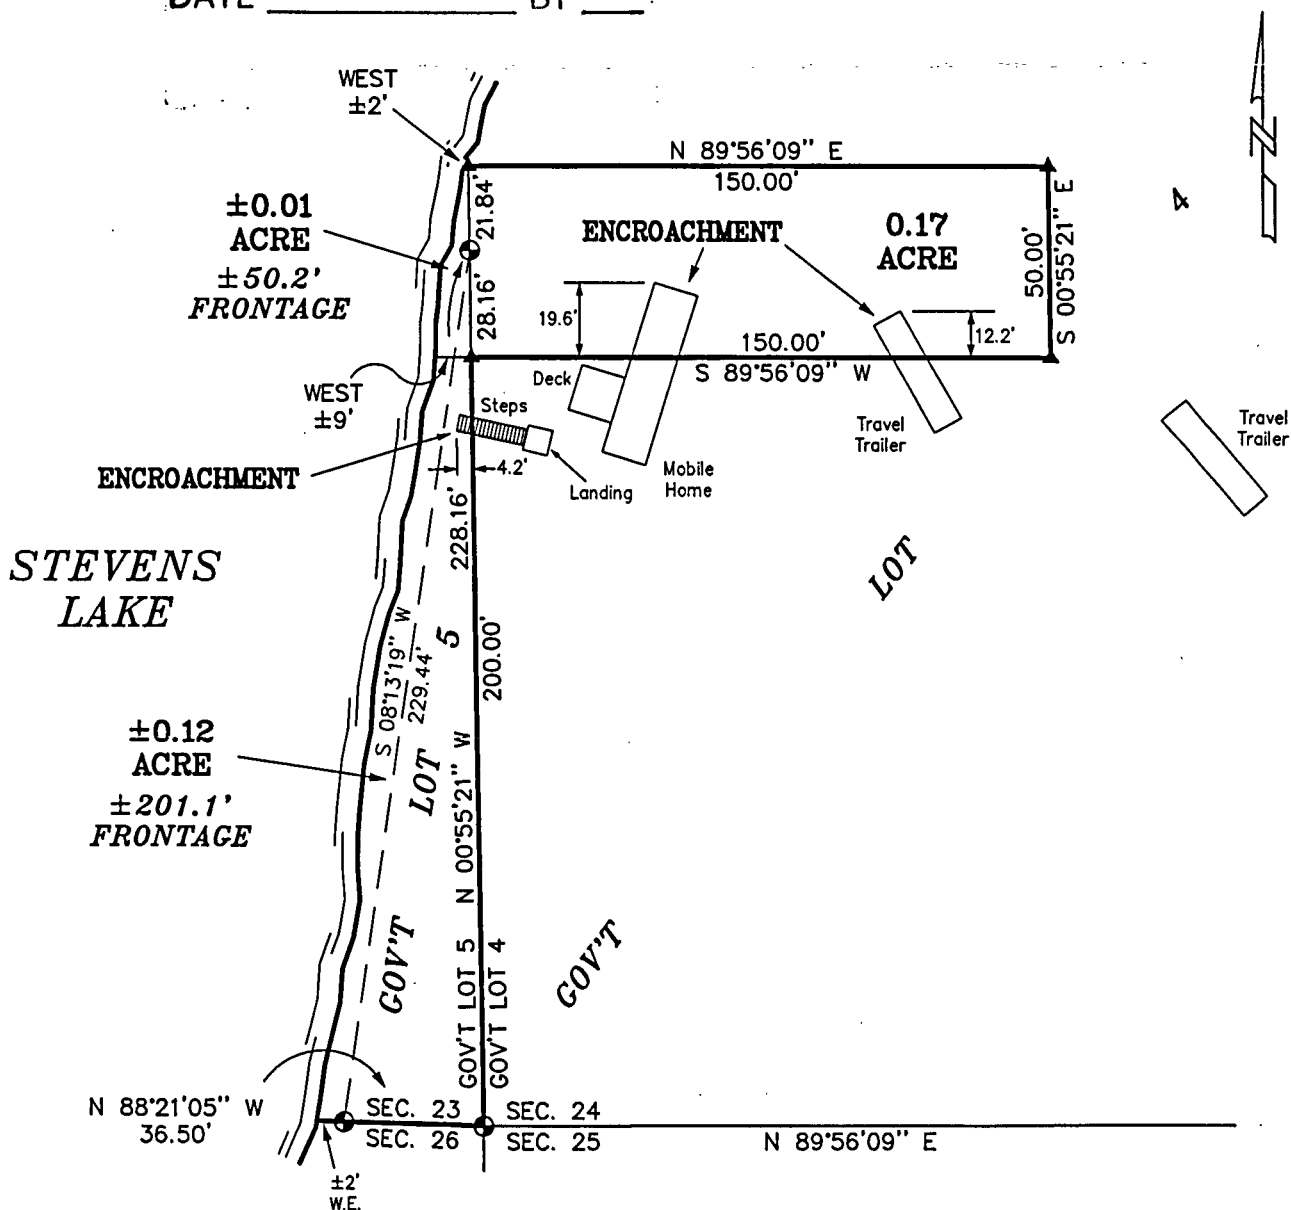 DATE ____________ BY ___
N
WEST
±2'
N 89°56'09" E
150.00'
±0.01
ACRE
±50.2'
FRONTAGE
21.84'
28.16'
ENCROACHMENT
0.17
ACRE
50.00'
S 00°55'21" E
4
19.6'
12.2'
150.00'
S 89°56'09" W
WEST
±9'
Deck
Steps
Travel
Trailer
Travel
Trailer
ENCROACHMENT
4.2'
Landing
Mobile
Home
228.16'
STEVENS
LAKE
LOT
S 08°13'19" W
229.44'
5
LOT
200.00'
N 00°55'21" W
±0.12
ACRE
±201.1'
FRONTAGE
GOV'T
GOV'T LOT 5
GOV'T LOT 4
GOV'T
N 88°21'05" W
36.50'
SEC. 23
SEC. 24
SEC. 26
SEC. 25
N 89°56'09" E
±2'
W.E.